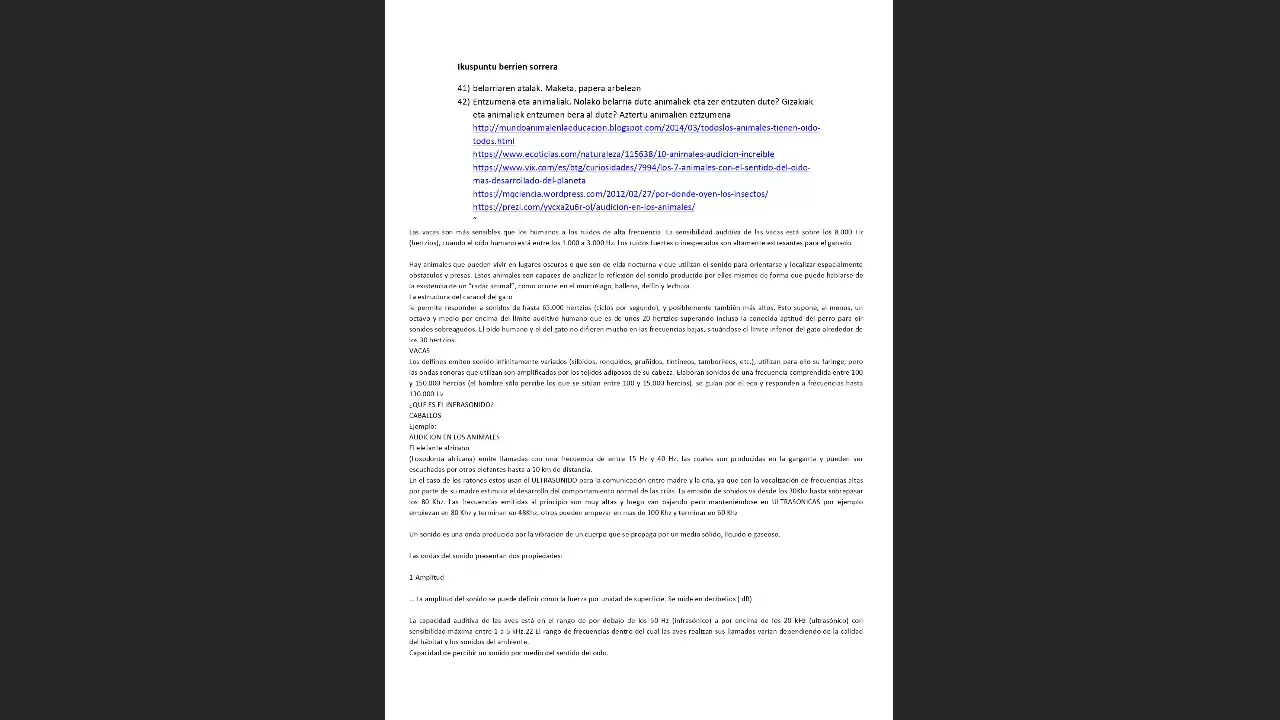 Ikuspuntu berrien sorrera
41) belarriaren atalak. Maketa, papera arbelean
42) Entzumena eta animaliak. Nolako belarria dute animaliek eta zer entzuten dute? Gizakiak
eta animaliek entzumen bera al dute? Aztertu animalien eztzumena
http://mundoanimalenlaeducacion.blogspot.com/2014/03/todoslos-animales-tienen-oido-
todos.html
https://www.ecoticias.com/naturaleza/115638/10-animales-audicion-increible
https://www.vix.com/es/btg/curiosidades/7994/los-7-animales-con-el-sentido-del-oido-
mas-desarrollado-del-planeta
https://mqciencia.wordpress.com/2012/02/27/por-donde-oyen-los-insectos/
https://prezi.com/yvcxa2u6r-ol/audicion-en-los-animales/
Las vacas son más sensibles que los humanos a los ruidos de alta frecuencia. La sensibilidad auditiva de las vacas está sobre los 8.000 Hz
(hertzios), cuando el oído humano está entre los 1.000 a 3.000 Hz. Los ruidos fuertes o inesperados son altamente estresantes para el ganado.
Hay animales que pueden vivir en lugares oscuros o que son de vida nocturna y que utilizan el sonido para orientarse y localizar espacialmente
obstáculos y presas. Estos animales son capaces de analizar la reflexión del sonido producido por ellos mismos de forma que puede hablarse de
la existencia de un "radar animal", como ocurre en el murciélago, ballena, delfín y lechuza.
La estructura del caracol del gato
le permite responder a sonidos de hasta 65.000 hertzios (ciclos por segundo), y posiblemente también más altos. Esto supone, al menos, un
octavo y medio por encima del límite auditivo humano que es de unos 20 hertzios superando incluso la conocida aptitud del perro para oír
sonidos sobreagudos. El oído humano y el del gato no difieren mucho en las frecuencias bajas, situándose el límite inferior del gato alrededor de
los 30 hertzios.
VACAS
Los delfines emiten sonido infinitamente variados (silbidos, ronquidos, gruñidos, tintineos, tamborileos, etc.), utilizan para ello su faringe, pero
las ondas sonoras que utilizan son amplificadas por los tejidos adiposos de su cabeza. Elaboran sonidos de una frecuencia comprendida entre 100
y 150.000 hercios (el hombre sólo percibe los que se sitúan entre 100 y 15.000 hercios), se guían por el eco y responden a frecuencias hasta
130.000 Hz
¿QUE ES EL INFRASONIDO?
CABALLOS
Ejemplo:
AUDICION EN LOS ANIMALES
El elefante africano
(Loxodonta africana) emite llamadas con una frecuencia de entre 15 Hz y 40 Hz, las cuales son producidas en la garganta y pueden ser
escuchadas por otros elefantes hasta a 10 km de distancia.
En el caso de los ratones estos usan el ULTRASONIDO para la comunicación entre madre y la cría, ya que con la vocalización de frecuencias altas
por parte de su madre estimula el desarrollo del comportamiento normal de las crías. La emisión de sonidos va desde los 30Khz hasta sobrepasar
los 80 Khz. Las frecuencias emitidas al principio son muy altas y luego van bajando pero manteniéndose en ULTRASONICAS por ejemplo
empiezan en 80 Khz y terminan en 48Khz, otros pueden empezar en mas de 100 Khz y terminar en 60 Khz
Un sonido es una onda producida por la vibración de un cuerpo que se propaga por un medio sólido, líquido o gaseoso.
Las ondas del sonido presentan dos propiedades:
1 Amplitud
... La amplitud del sonido se puede definir como la fuerza por unidad de superficie. Se mide en decibelios ( dB).
La capacidad auditiva de las aves está en el rango de por debajo de los 50 Hz (infrasónico) a por encima de los 20 kHz (ultrasónico) con
sensibilidad máxima entre 1 a 5 kHz.22 El rango de frecuencias dentro del cual las aves realizan sus llamados varían dependiendo de la calidad
del hábitat y los sonidos del ambiente.
Capacidad de percibir un sonido por medio del sentido del oído.